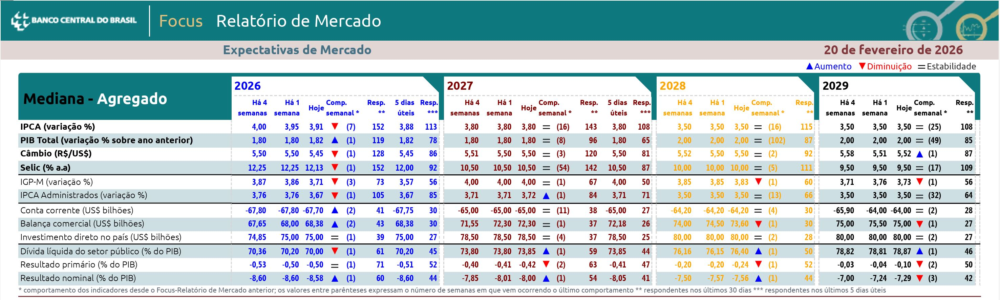 BANCO CENTRAL DO BRASIL
Focus Relatório de Mercado
Expectativas de Mercado 20 de fevereiro de 2026
▲ Aumento ▼ Diminuição = Estabilidade
Mediana - Agregado
2026 2027 2028 2029
Há 4 semanas Há 1 semana Hoje Comp. semanal * Resp. ** 5 dias úteis Resp. *** Há 4 semanas Há 1 semana Hoje Comp. semanal * Resp. ** 5 dias úteis Resp. *** Há 4 semanas Há 1 semana Hoje Comp. semanal * Resp. ** Há 4 semanas Há 1 semana Hoje Comp. semanal * Resp. **
IPCA (variação %) 4,00 3,95 3,91 ▼ (7) 152 3,88 113 3,80 3,80 3,80 = (16) 143 3,80 108 3,50 3,50 3,50 = (16) 115 3,50 3,50 3,50 = (25) 108
PIB Total (variação % sobre ano anterior) 1,80 1,80 1,82 ▲ (1) 119 1,82 78 1,80 1,80 1,80 = (8) 96 1,80 65 2,00 2,00 2,00 = (102) 87 2,00 2,00 2,00 = (49) 85
Câmbio (R$/US$) 5,50 5,50 5,45 ▼ (1) 128 5,45 86 5,51 5,50 5,50 = (3) 120 5,50 81 5,52 5,50 5,50 = (2) 92 5,58 5,51 5,52 ▲ (1) 87
Selic (% a.a) 12,25 12,25 12,13 ▼ (1) 152 12,00 92 10,50 10,50 10,50 = (54) 142 10,50 87 10,00 10,00 10,00 = (5) 111 9,50 9,50 9,50 = (17) 109
IGP-M (variação %) 3,87 3,86 3,71 ▼ (3) 73 3,57 56 4,00 4,00 4,00 = (1) 67 4,00 50 3,85 3,85 3,83 ▼ (1) 60 3,71 3,76 3,73 ▼ (1) 56
IPCA Administrados (variação %) 3,76 3,76 3,67 ▼ (1) 105 3,67 85 3,71 3,71 3,72 ▲ (1) 84 3,71 71 3,50 3,50 3,50 = (13) 66 3,50 3,50 3,50 = (32) 64
Conta corrente (US$ bilhões) -67,80 -67,80 -67,70 ▲ (2) 41 -67,75 30 -65,00 -65,00 -65,00 = (11) 38 -65,00 27 -64,20 -64,20 -64,20 = (4) 30 -65,90 -64,00 -64,00 = (2) 28
Balança comercial (US$ bilhões) 67,65 68,00 68,38 ▲ (2) 43 68,38 30 71,55 72,30 72,30 = (1) 37 72,18 26 74,00 74,50 73,60 ▼ (1) 30 75,00 75,50 75,00 ▼ (1) 27
Investimento direto no país (US$ bilhões) 74,85 75,00 75,00 = (1) 39 75,00 27 78,50 78,50 78,50 = (4) 37 78,50 25 80,00 80,00 80,00 = (2) 28 80,00 80,00 80,00 = (2) 27
Dívida líquida do setor público (% do PIB) 70,36 70,20 70,00 ▼ (1) 61 70,20 45 73,80 73,80 73,85 ▲ (1) 59 73,85 44 76,16 76,15 76,40 ▲ (1) 50 78,82 78,81 78,87 ▲ (1) 46
Resultado primário (% do PIB) -0,53 -0,50 -0,50 = (1) 71 -0,51 52 -0,40 -0,41 -0,42 ▼ (2) 63 -0,41 47 -0,20 -0,20 -0,24 ▼ (1) 52 -0,03 -0,04 -0,10 ▼ (2) 50
Resultado nominal (% do PIB) -8,60 -8,60 -8,58 ▲ (1) 60 -8,60 44 -7,85 -8,01 -8,00 ▲ (1) 54 -8,05 41 -7,50 -7,57 -7,56 ▲ (1) 44 -7,00 -7,24 -7,29 ▼ (3) 42
* comportamento dos indicadores desde o Focus-Relatório de Mercado anterior; os valores entre parênteses expressam o número de semanas em que vem ocorrendo o último comportamento ** respondentes nos últimos 30 dias *** respondentes nos últimos 5 dias úteis